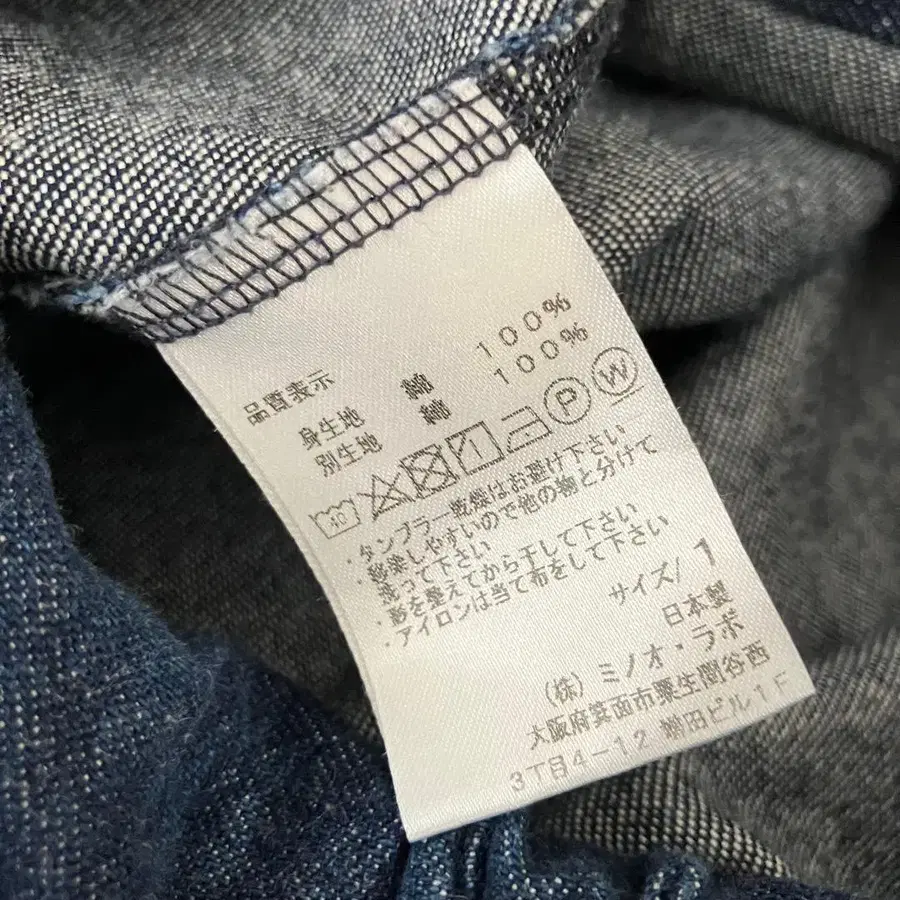 品質表示
身生地 綿 100%
別生地 綿 100%
40 P W
・タンブラー乾燥はお避け下さい
・移染しやすいので他の物と分けて
洗って下さい
・形を整えてから干して下さい
・アイロンは当て布をして下さい
サイズ/ 1
日本製
(株) ミノオ・ラボ
大阪府箕面市粟生間谷西
3丁目4-12 ビル1F